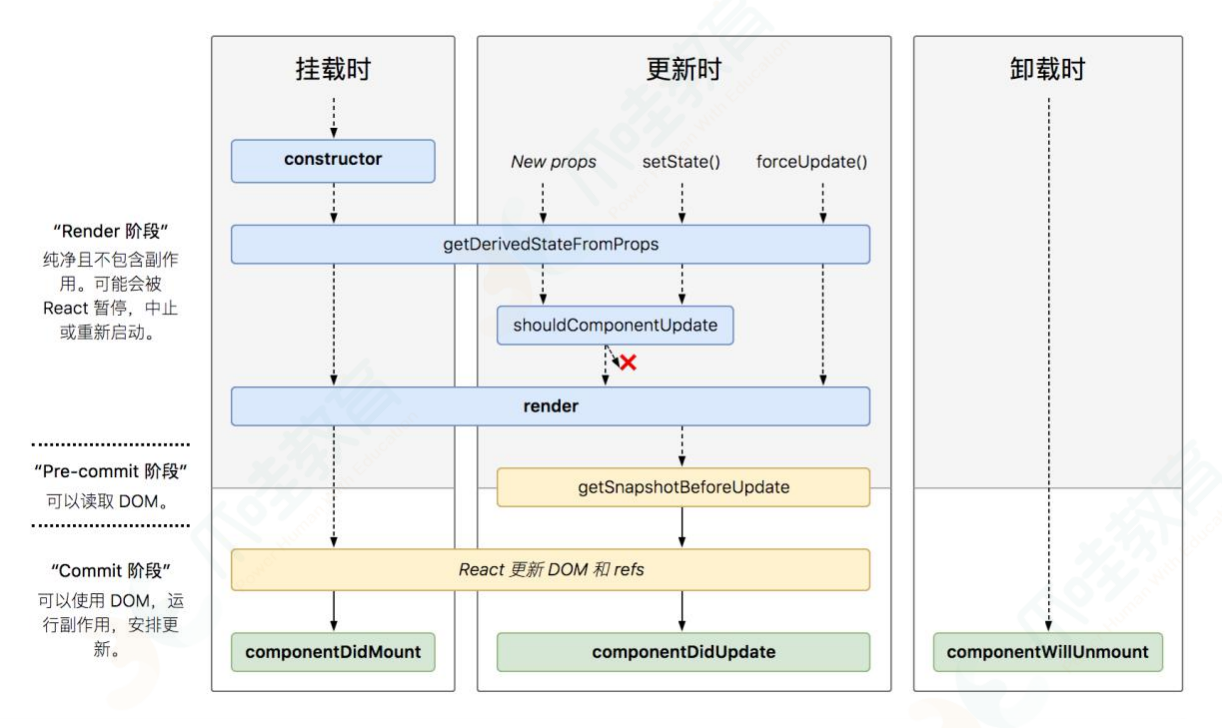 挂载时
更新时
卸载时
constructor
New props
setState()
forceUpdate()
“Render 阶段”
纯净且不包含副作
用。可能会被
React 暂停，中止
或重新启动。
getDerivedStateFromProps
shouldComponentUpdate
render
“Pre-commit 阶段”
可以读取 DOM。
getSnapshotBeforeUpdate
“Commit 阶段”
可以使用 DOM，运
行副作用，安排更
新。
React 更新 DOM 和 refs
componentDidMount
componentDidUpdate
componentWillUnmount